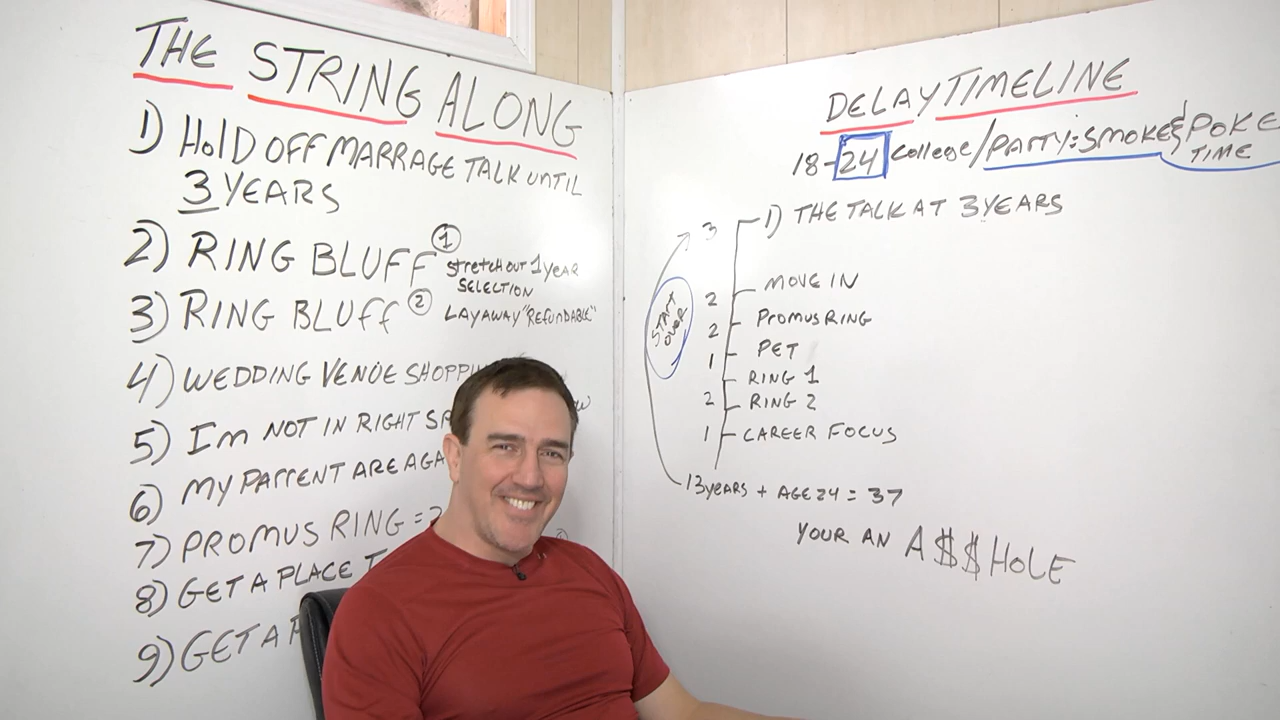 THE STRING ALONG
1) HOLD OFF MARRAGE TALK UNTIL
3 YEARS
2) RING BLUFF ① STRETCH OUT 1 YEAR
SELECTION
3) RING BLUFF ② LAYAWAY "REFUNDABLE"
4) WEDDING VENUE
5) I'm NOT IN RIGHT
6) MY PARRENT ARE
7) PROMUS RING =
8) GET A PLACE
9) GET A
DELAY TIMELINE
18-24 College/PARTY: SMOKE & POKE
TIME
3 1) THE TALK AT 3 YEARS
2 MOVE IN
2 PROMUS RING
1 PET
RING 1
2 RING 2
1 CAREER FOCUS
START
OVER
13 years + AGE 24 = 37
YOUR AN A$$HOLE